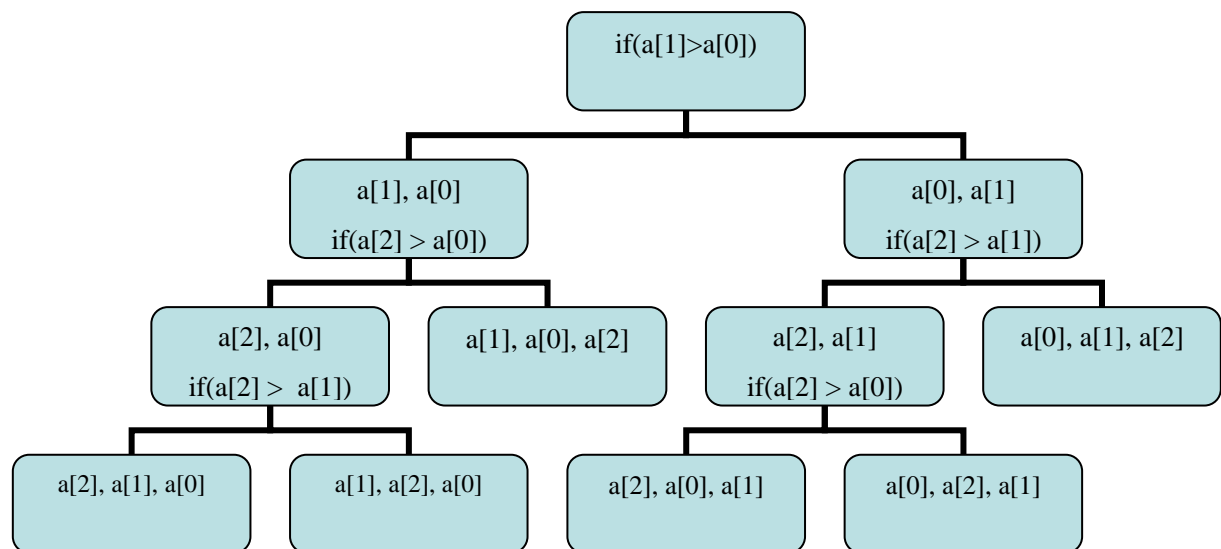 if(a[1]>a[0])
a[1], a[0]
if(a[2] > a[0])
a[0], a[1]
if(a[2] > a[1])
a[2], a[0]
if(a[2] >  a[1])
a[1], a[0], a[2]
a[2], a[1]
if(a[2] > a[0])
a[0], a[1], a[2]
a[2], a[1], a[0]
a[1], a[2], a[0]
a[2], a[0], a[1]
a[0], a[2], a[1]